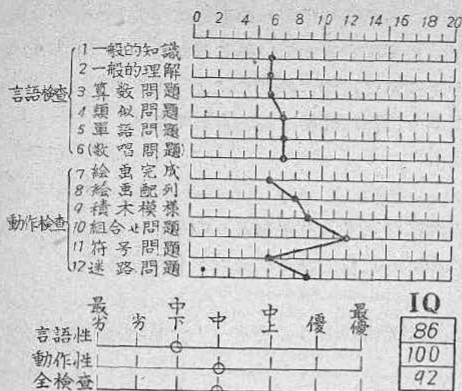 0 2 4 6 8 10 12 14 16 18 20
言語検査
1 一般的知識
2 一般的理解
3 算数問題
4 類似問題
5 単語問題
6 (数唱問題)
動作検査
7 絵画完成
8 絵画配列
9 積木模様
10 組合せ問題
11 符号問題
12 迷路問題
最劣 劣 中下 中 中上 優 最優 IQ
言語性 86
動作性 100
全検査 92